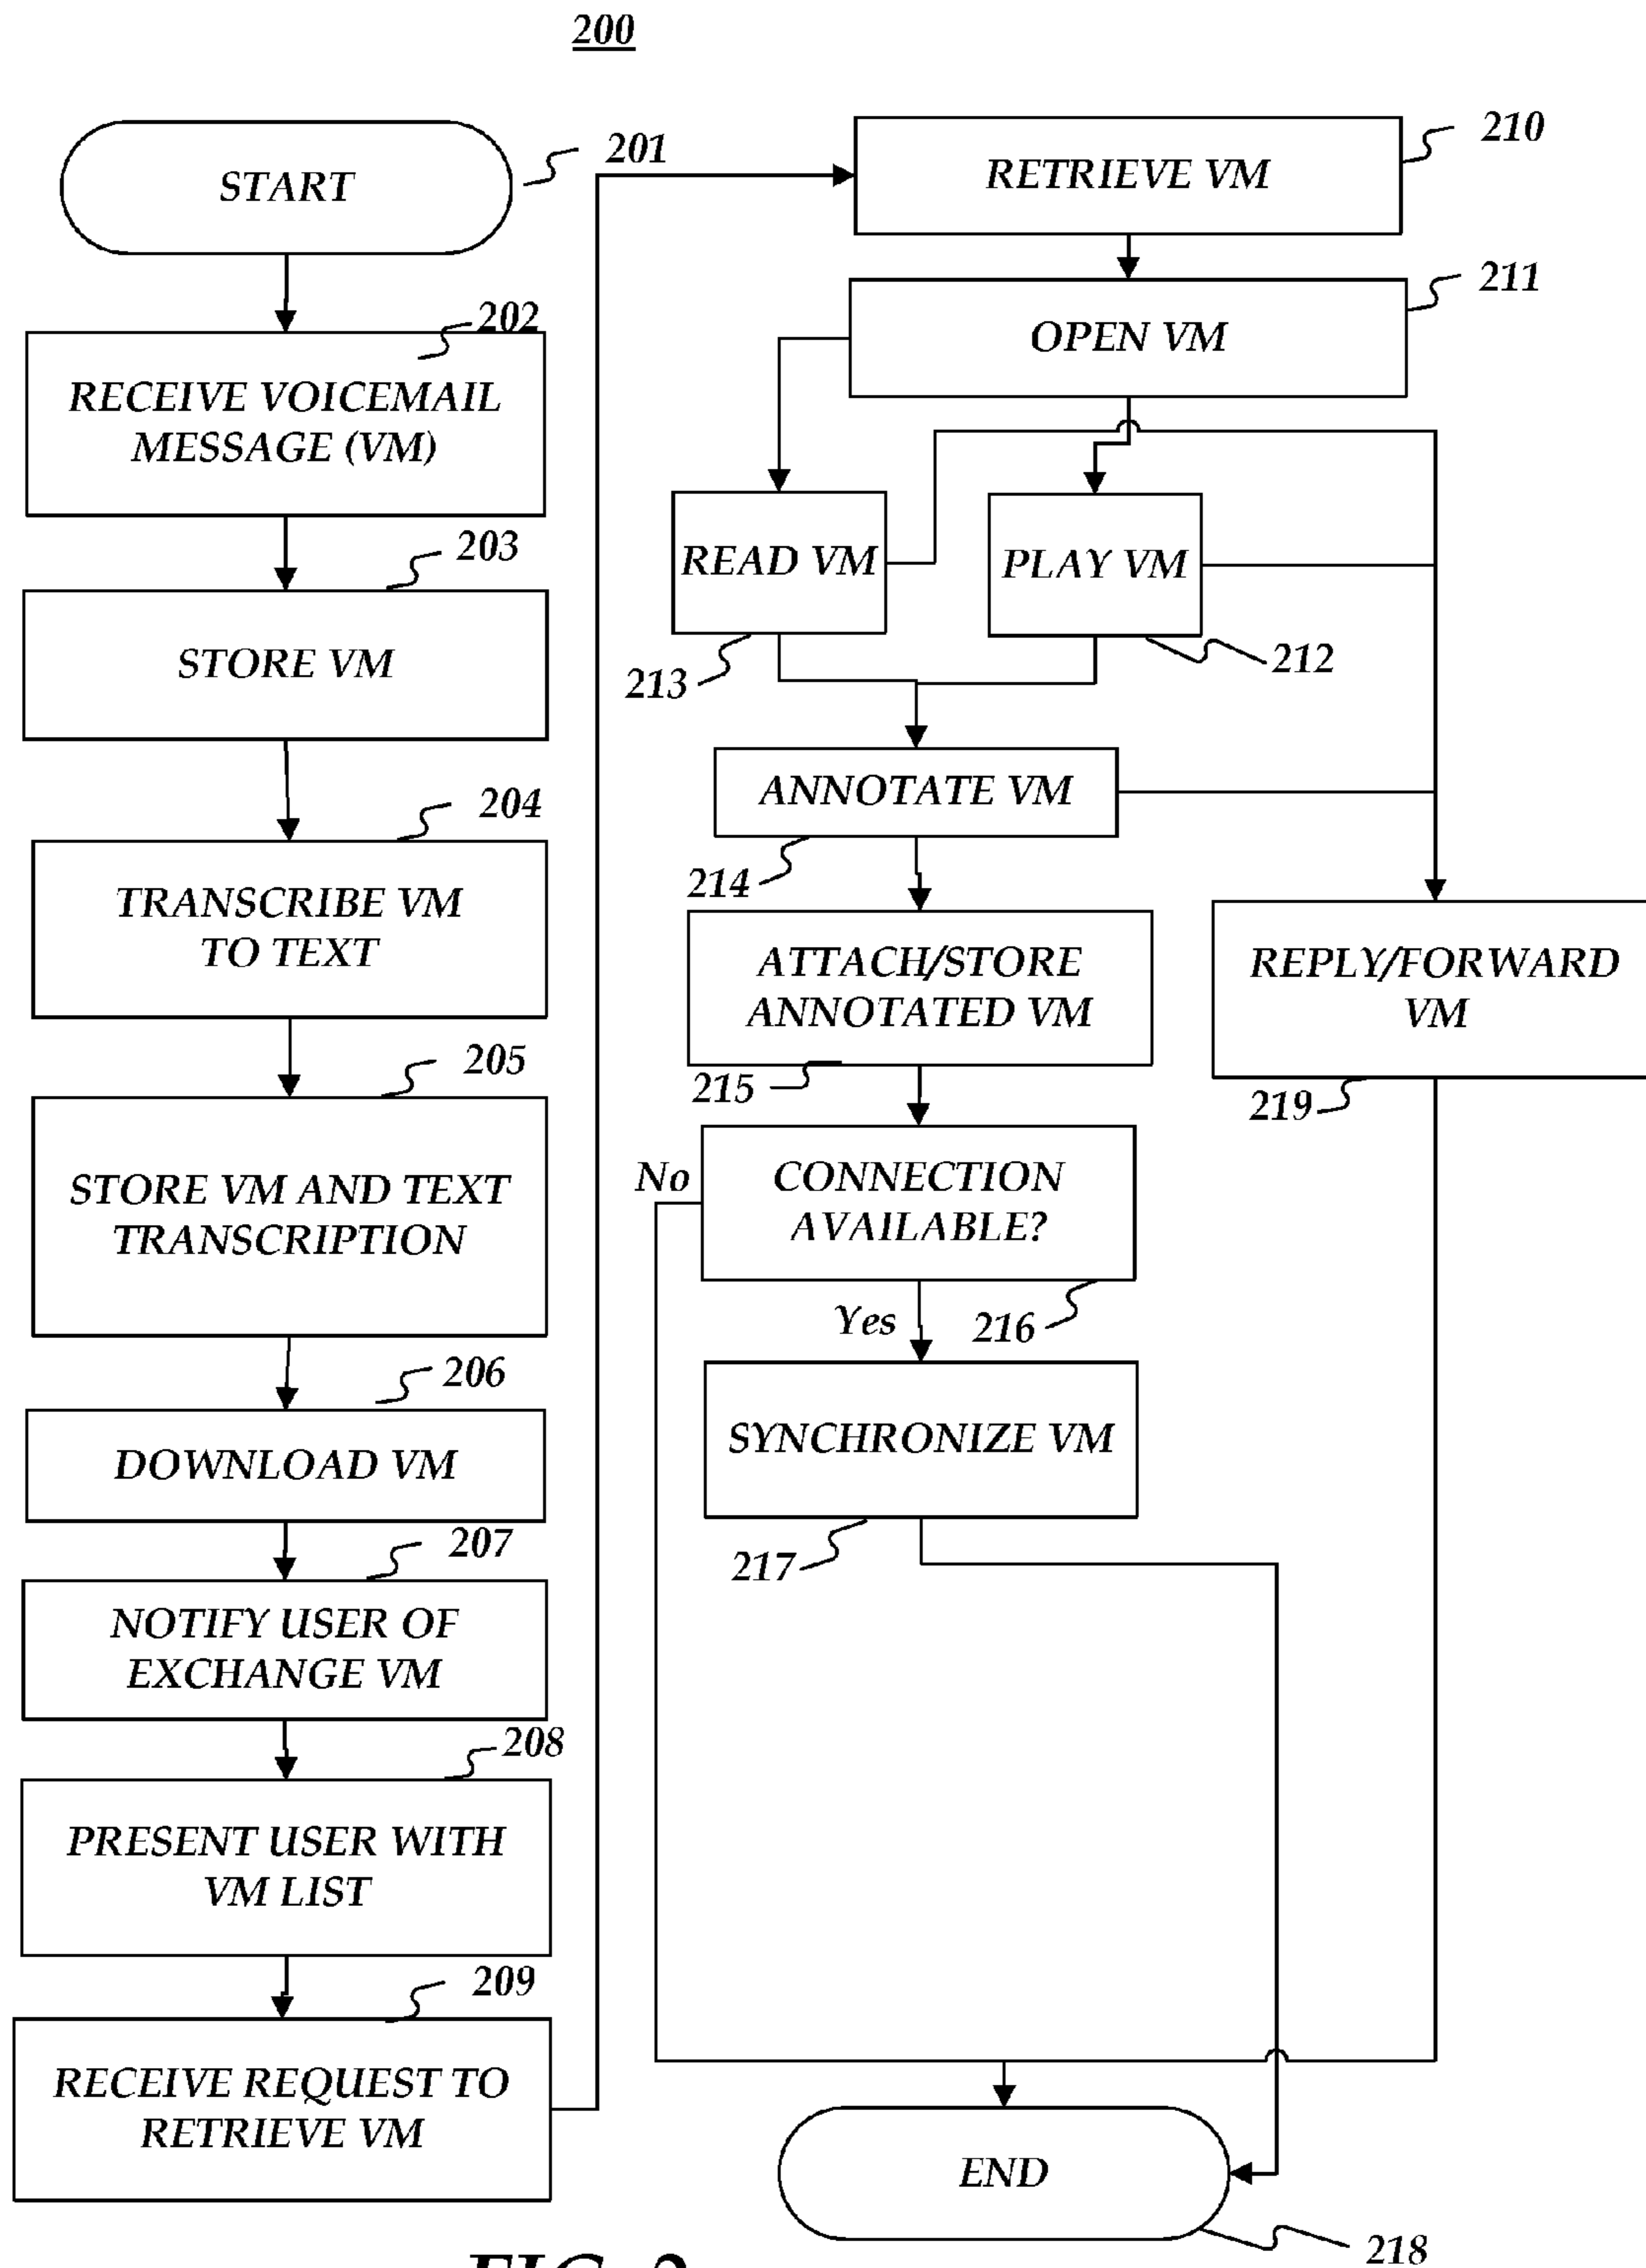 200
START
201
202
RECEIVE VOICEMAIL
MESSAGE (VM)
203
STORE VM
204
TRANSCRIBE VM
TO TEXT
205
STORE VM AND TEXT
TRANSCRIPTION
206
DOWNLOAD VM
207
NOTIFY USER OF
EXCHANGE VM
208
PRESENT USER WITH
VM LIST
209
RECEIVE REQUEST TO
RETRIEVE VM
RETRIEVE VM
210
OPEN VM
211
READ VM
213
PLAY VM
212
ANNOTATE VM
214
ATTACH/STORE
ANNOTATED VM
215
REPLY/FORWARD
VM
219
No
CONNECTION
AVAILABLE?
Yes
216
SYNCHRONIZE VM
217
END
218
FIG. 2